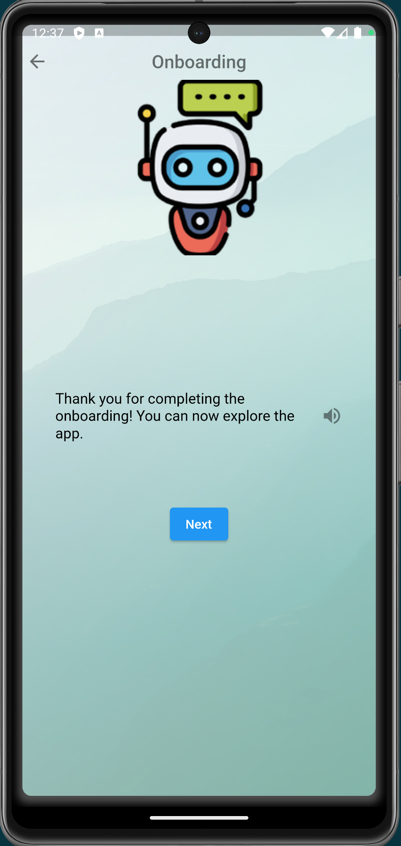 12:37
Onboarding
Thank you for completing the
onboarding! You can now explore the
app.
Next